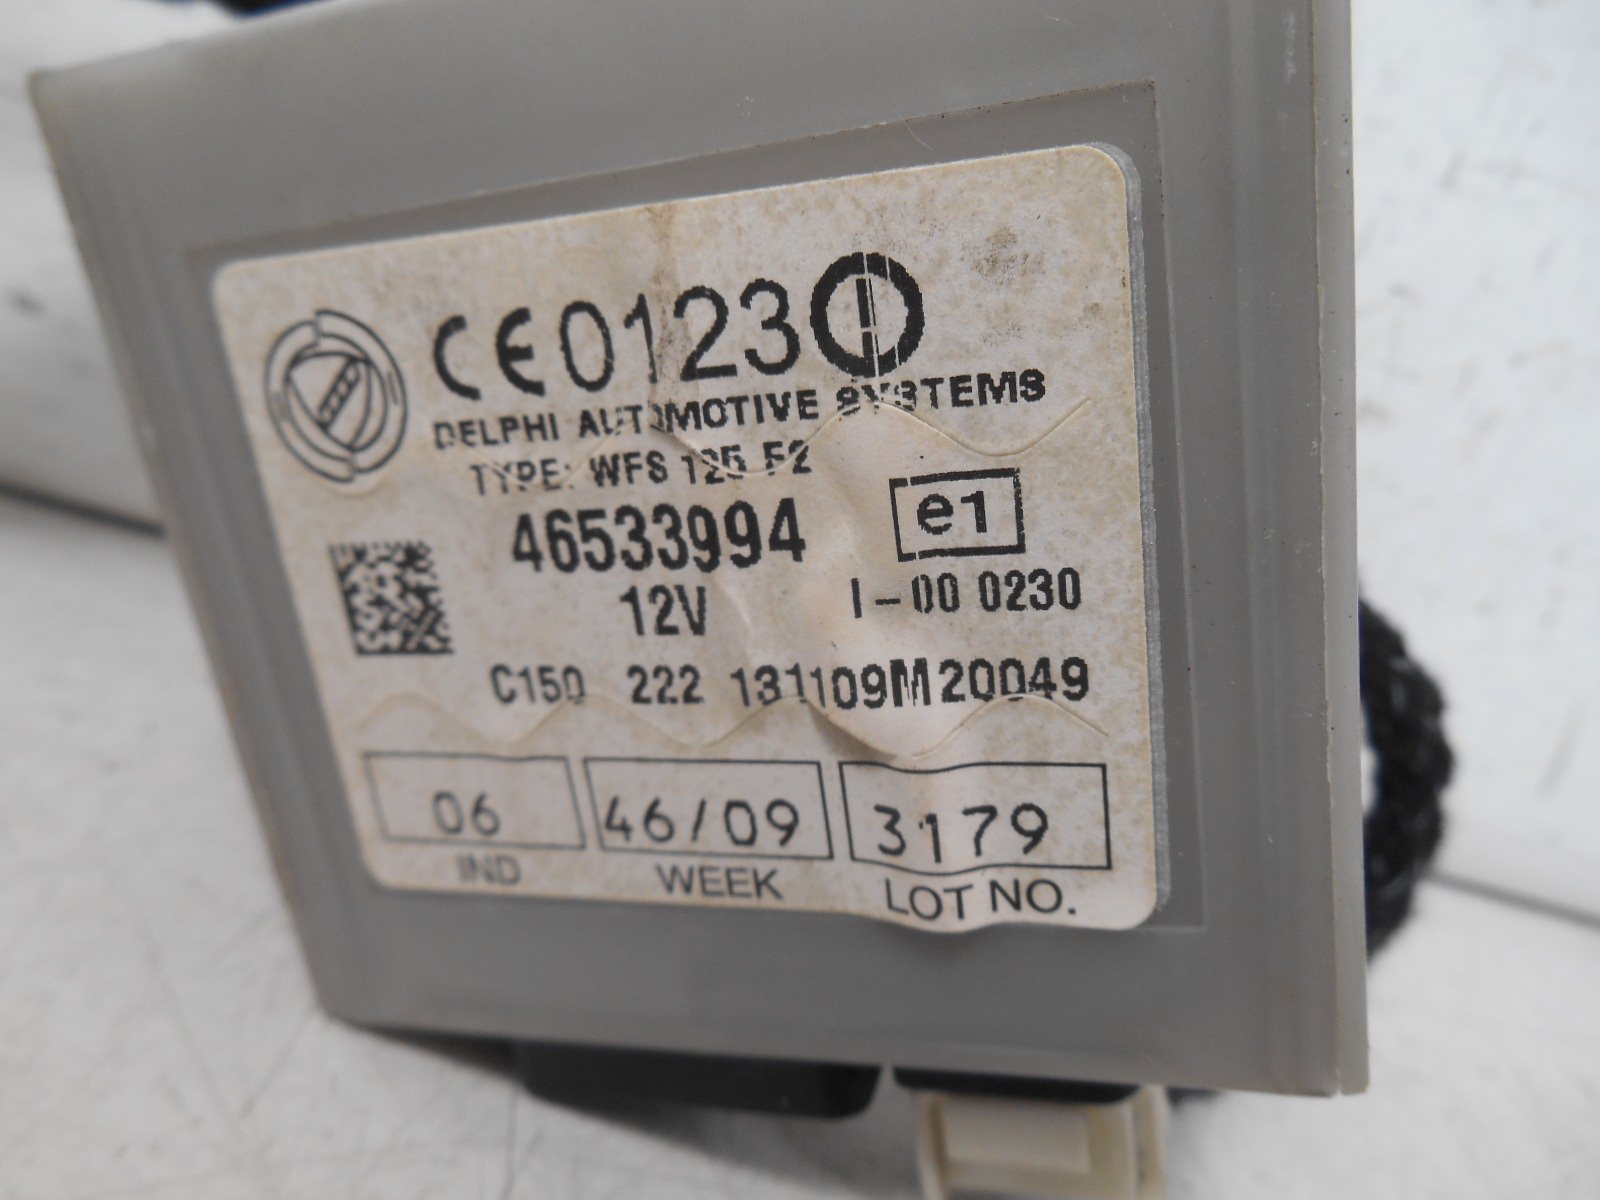 CE0123
DELPHI AUTOMOTIVE SYSTEMS
TYPE: WFS 125 F2
46533994
e1
12V
I-00 0230
C150 222 131109M20049
06 46/09 3179
IND WEEK LOT NO.